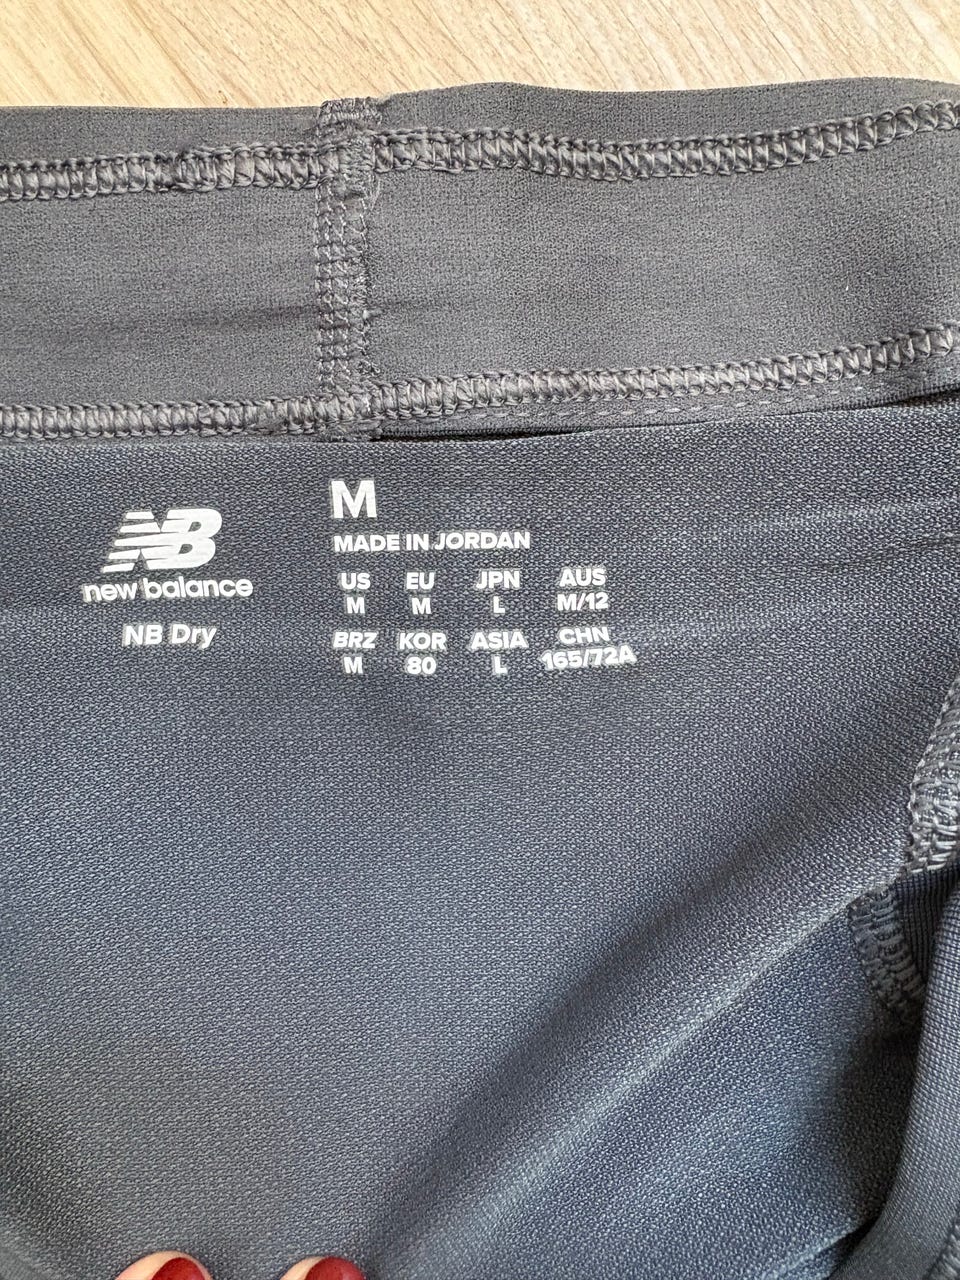 NB
new balance
NB Dry
M
MADE IN JORDAN
US EU JPN AUS
M M L M/12
BRZ KOR ASIA CHN
M 80 L 165/72A